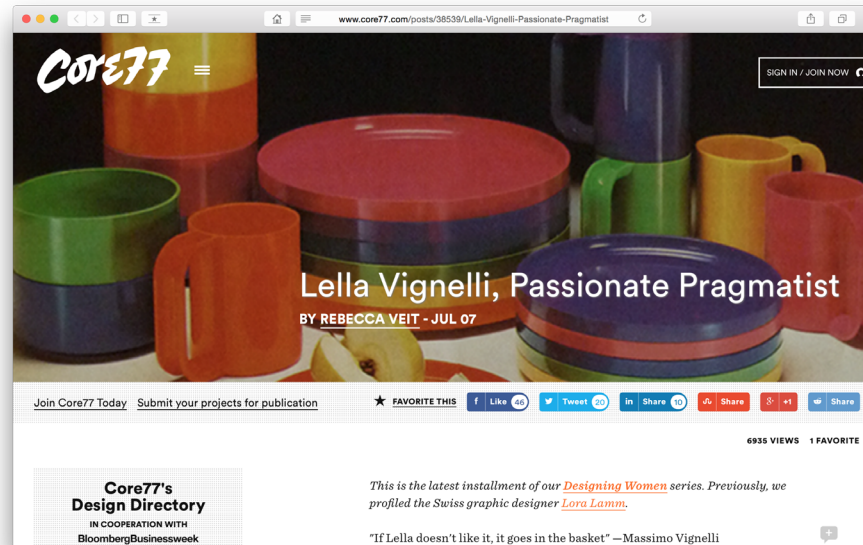 www.core77.com/posts/38539/Lella-Vignelli-Passionate-Pragmatist
Core77
SIGN IN / JOIN NOW
Lella Vignelli, Passionate Pragmatist
BY REBECCA VEIT - JUL 07
Join Core77 Today Submit your projects for publication
FAVORITE THIS
f Like 46
Tweet 20
in Share 10
Share
g+ +1
Share
6935 VIEWS 1 FAVORITE
Core77's
Design Directory
IN COOPERATION WITH
BloombergBusinessweek
This is the latest installment of our Designing Women series. Previously, we
profiled the Swiss graphic designer Lora Lamm.
"If Lella doesn't like it, it goes in the basket" —Massimo Vignelli